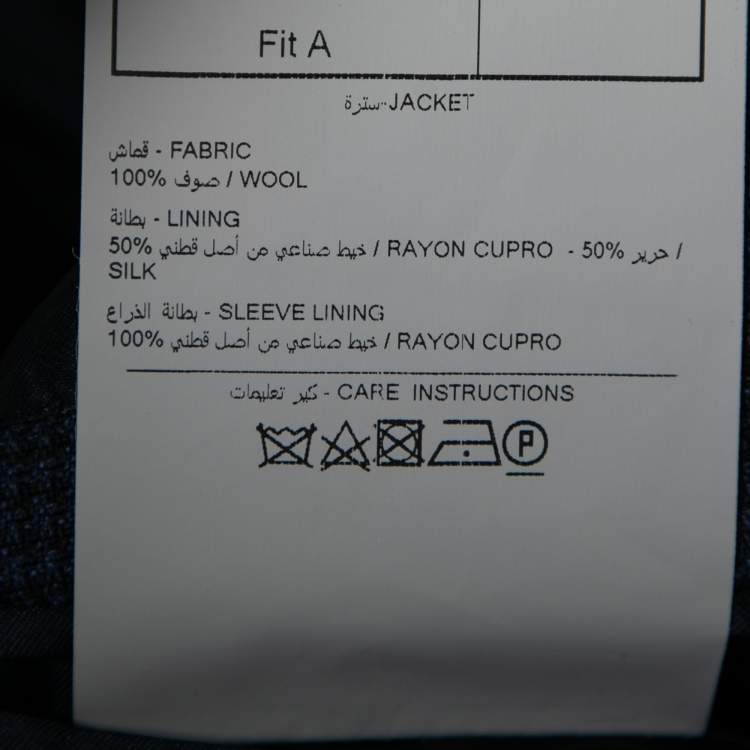 Fit A
سترة-JACKET
قماش - FABRIC
100% صوف / WOOL
بطانة - LINING
50% خيط صناعي من أصل قطني / RAYON CUPRO - 50% حرير /
SILK
بطانة الذراع - SLEEVE LINING
100% خيط صناعي من أصل قطني / RAYON CUPRO
كير تعليمات - CARE INSTRUCTIONS
P